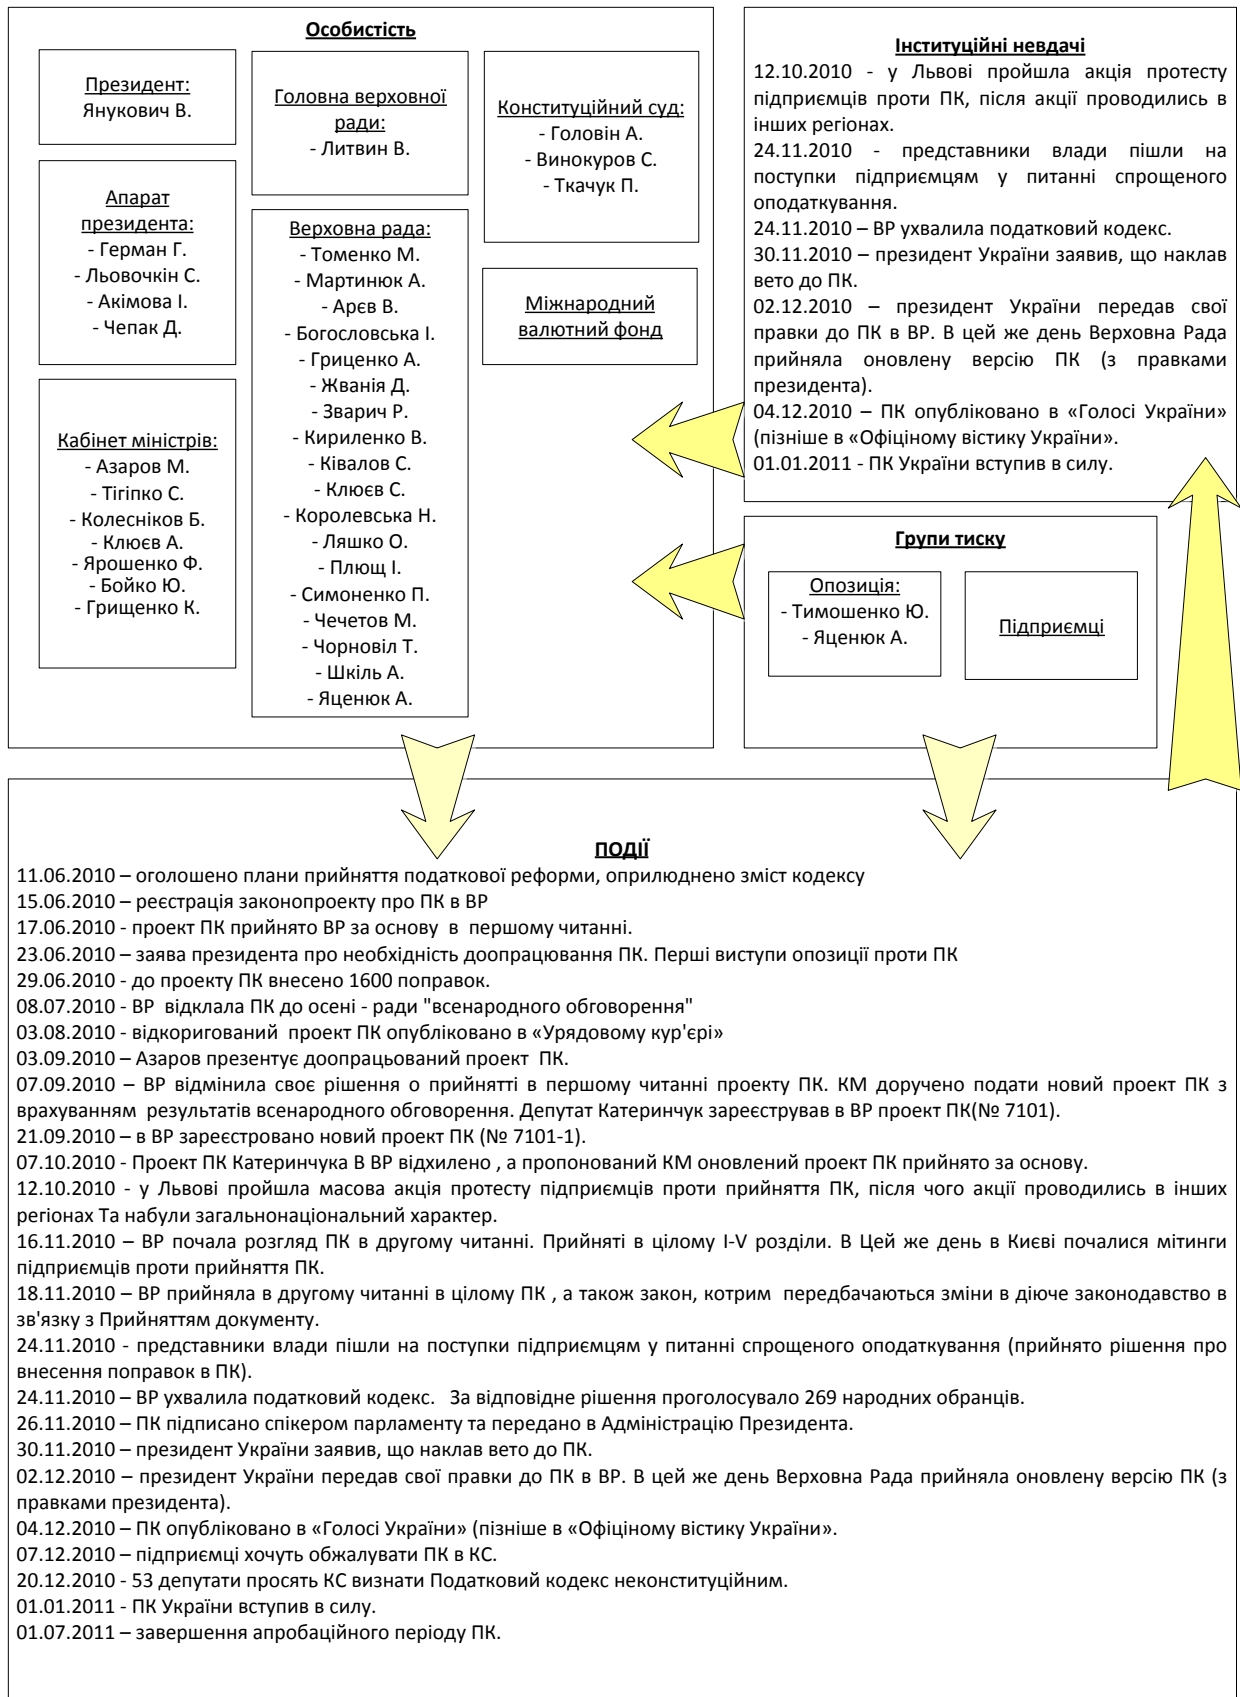 Особистість
Президент:
Янукович В.
Апарат
президента:
- Герман Г.
- Льовочкін С.
- Акімова І.
- Чепак Д.
Кабінет міністрів:
- Азаров М.
- Тігіпко С.
- Колесніков Б.
- Клюєв А.
- Ярошенко Ф.
- Бойко Ю.
- Грищенко К.
Головна верховної
ради:
- Литвин В.
Верховна рада:
- Томенко М.
- Мартинюк А.
- Арєв В.
- Богословська І.
- Гриценко А.
- Жванія Д.
- Зварич Р.
- Кириленко В.
- Ківалов С.
- Клюєв С.
- Королевська Н.
- Ляшко О.
- Плющ І.
- Симоненко П.
- Чечетов М.
- Чорновіл Т.
- Шкіль А.
- Яценюк А.
Конституційний суд:
- Головін А.
- Винокуров С.
- Ткачук П.
Міжнародний
валютний фонд
Інституційні невдачі
12.10.2010 - у Львові пройшла акція протесту
підприємців проти ПК, після акції проводились в
інших регіонах.
24.11.2010 - представники влади пішли на
поступки підприємцям у питанні спрощеного
оподаткування.
24.11.2010 – ВР ухвалила податковий кодекс.
30.11.2010 – президент України заявив, що наклав
вето до ПК.
02.12.2010 – президент України передав свої
правки до ПК в ВР. В цей же день Верховна Рада
прийняла оновлену версію ПК (з правками
президента).
04.12.2010 – ПК опубліковано в «Голосі України»
(пізніше в «Офіціному вістику України».
01.01.2011 - ПК України вступив в силу.
Групи тиску
Опозиція:
- Тимошенко Ю.
- Яценюк А.
Підприємці
ПОДІЇ
11.06.2010 – оголошено плани прийняття податкової реформи, оприлюднено зміст кодексу
15.06.2010 – реєстрація законопроекту про ПК в ВР
17.06.2010 - проект ПК прийнято ВР за основу в першому читанні.
23.06.2010 – заява президента про необхідність доопрацювання ПК. Перші виступи опозиції проти ПК
29.06.2010 - до проекту ПК внесено 1600 поправок.
08.07.2010 - ВР відклала ПК до осені - ради "всенародного обговорення"
03.08.2010 - відкоригований проект ПК опубліковано в «Урядовому кур'єрі»
03.09.2010 – Азаров презентує доопрацьований проект ПК.
07.09.2010 – ВР відмінила своє рішення о прийнятті в першому читанні проекту ПК. КМ доручено подати новий проект ПК з
врахуванням результатів всенародного обговорення. Депутат Катеринчук зареєстрував в ВР проект ПК(№ 7101).
21.09.2010 – в ВР зареєстровано новий проект ПК (№ 7101-1).
07.10.2010 - Проект ПК Катеринчука В ВР відхилено , а пропонований КМ оновлений проект ПК прийнято за основу.
12.10.2010 - у Львові пройшла масова акція протесту підприємців проти прийняття ПК, після чого акції проводились в інших
регіонах Та набули загальнонаціональний характер.
16.11.2010 – ВР почала розгляд ПК в другому читанні. Прийняті в цілому I-V розділи. В Цей же день в Києві почалися мітинги
підприємців проти прийняття ПК.
18.11.2010 – ВР прийняла в другому читанні в цілому ПК , а також закон, котрим передбачаються зміни в діюче законодавство в
зв'язку з Прийняттям документу.
24.11.2010 - представники влади пішли на поступки підприємцям у питанні спрощеного оподаткування (прийнято рішення про
внесення поправок в ПК).
24.11.2010 – ВР ухвалила податковий кодекс. За відповідне рішення проголосувало 269 народних обранців.
26.11.2010 – ПК підписано спікером парламенту та передано в Адміністрацію Президента.
30.11.2010 – президент України заявив, що наклав вето до ПК.
02.12.2010 – президент України передав свої правки до ПК в ВР. В цей же день Верховна Рада прийняла оновлену версію ПК (з
правками президента).
04.12.2010 – ПК опубліковано в «Голосі України» (пізніше в «Офіціному вістику України».
07.12.2010 – підприємці хочуть обжалувати ПК в КС.
20.12.2010 - 53 депутати просять КС визнати Податковий кодекс неконституційним.
01.01.2011 - ПК України вступив в силу.
01.07.2011 – завершення апробаційного періоду ПК.